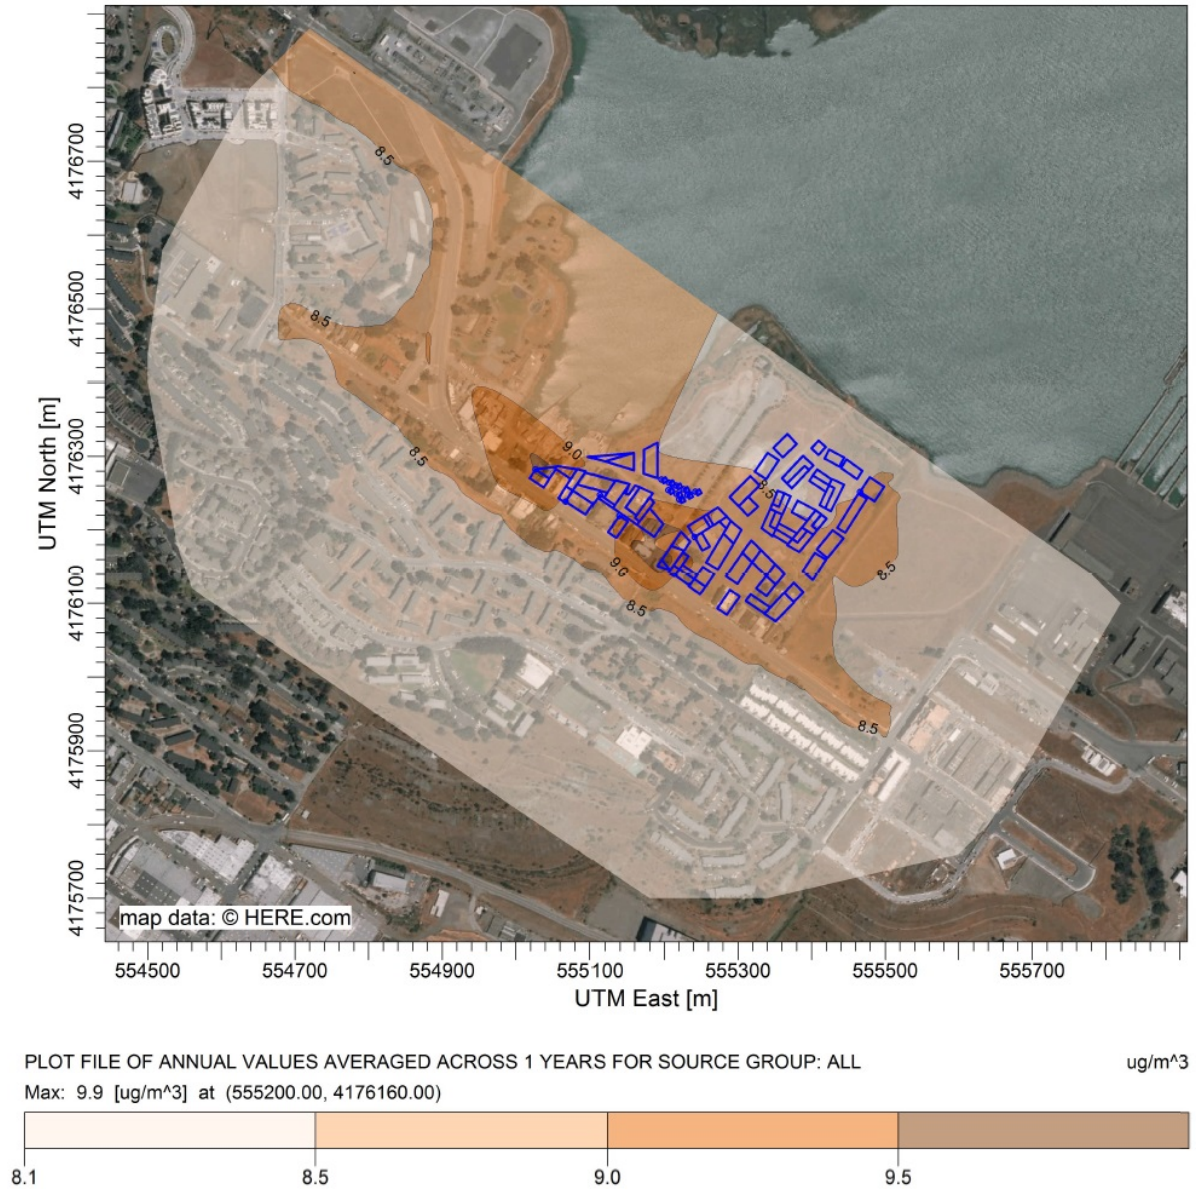 8.5
8.5
8.5
9.0
8.5
9.0
8.5
8.5
8.5
UTM North [m]
4176700
4176500
4176300
4176100
4175900
4175700
map data: © HERE.com
554500 554700 554900 555100 555300 555500 555700
UTM East [m]
PLOT FILE OF ANNUAL VALUES AVERAGED ACROSS 1 YEARS FOR SOURCE GROUP: ALL ug/m^3
Max: 9.9 [ug/m^3] at (555200.00, 4176160.00)
8.1 8.5 9.0 9.5